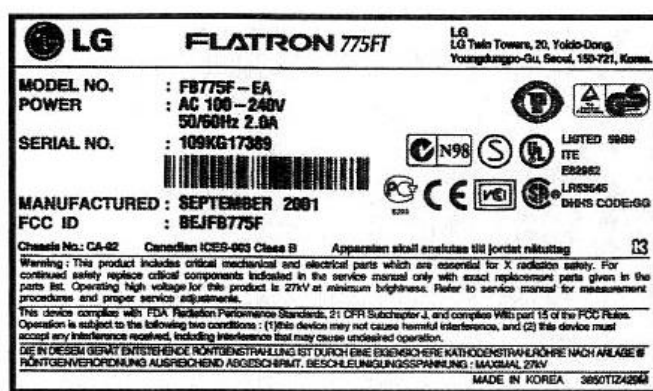 LG FLATRON 775FT
LG
LG Twin Towers, 20, Yoido-Dong,
Youngdungpo-Gu, Seoul, 150-721, Korea.
MODEL NO. : FB775F-EA
POWER : AC 100-240V
50/60Hz 2.0A
SERIAL NO. : 109KG17389
N98 S UL LISTED
ITE
E82962
PCT CE VCI LR53545
DHHS CODE:GG
MANUFACTURED : SEPTEMBER 2001
FCC ID : BEJFB775F
Chassis No.: CA-92 Canadian ICES-003 Class B Apparaten skall anslutas till jordat nätuttag
Warning : This product includes critical mechanical and electrical parts which are essential for X radiation safety. For
continued safety replace critical components indicated in the service manual only with exact replacement parts given in the
parts list. Operating high voltage for this product is 27kV at minimum brightness. Refer to service manual for measurement
procedures and proper service adjustments.
This device complies with FDA Radiation Performance Standards, 21 CFR Subchapter J, and complies With part 15 of the FCC Rules.
Operation is subject to the following two conditions : (1)this device may not cause harmful interference, and (2) this device must
accept any interference received, including interference that may cause undesired operation.
DIE IN DIESEM GERÄT ENTSTEHENDE RÖNTGENSTRAHLUNG IST DURCH EINE EIGENSICHERE KATHODENSTRAHLRÖHRE NACH ANLAGE III
RÖNTGENVERORDNUNG AUSREICHEND ABGESCHIRMT. BESCHLEUNIGUNGSSPANNUNG : MAXIMAL 27kV
MADE IN KOREA